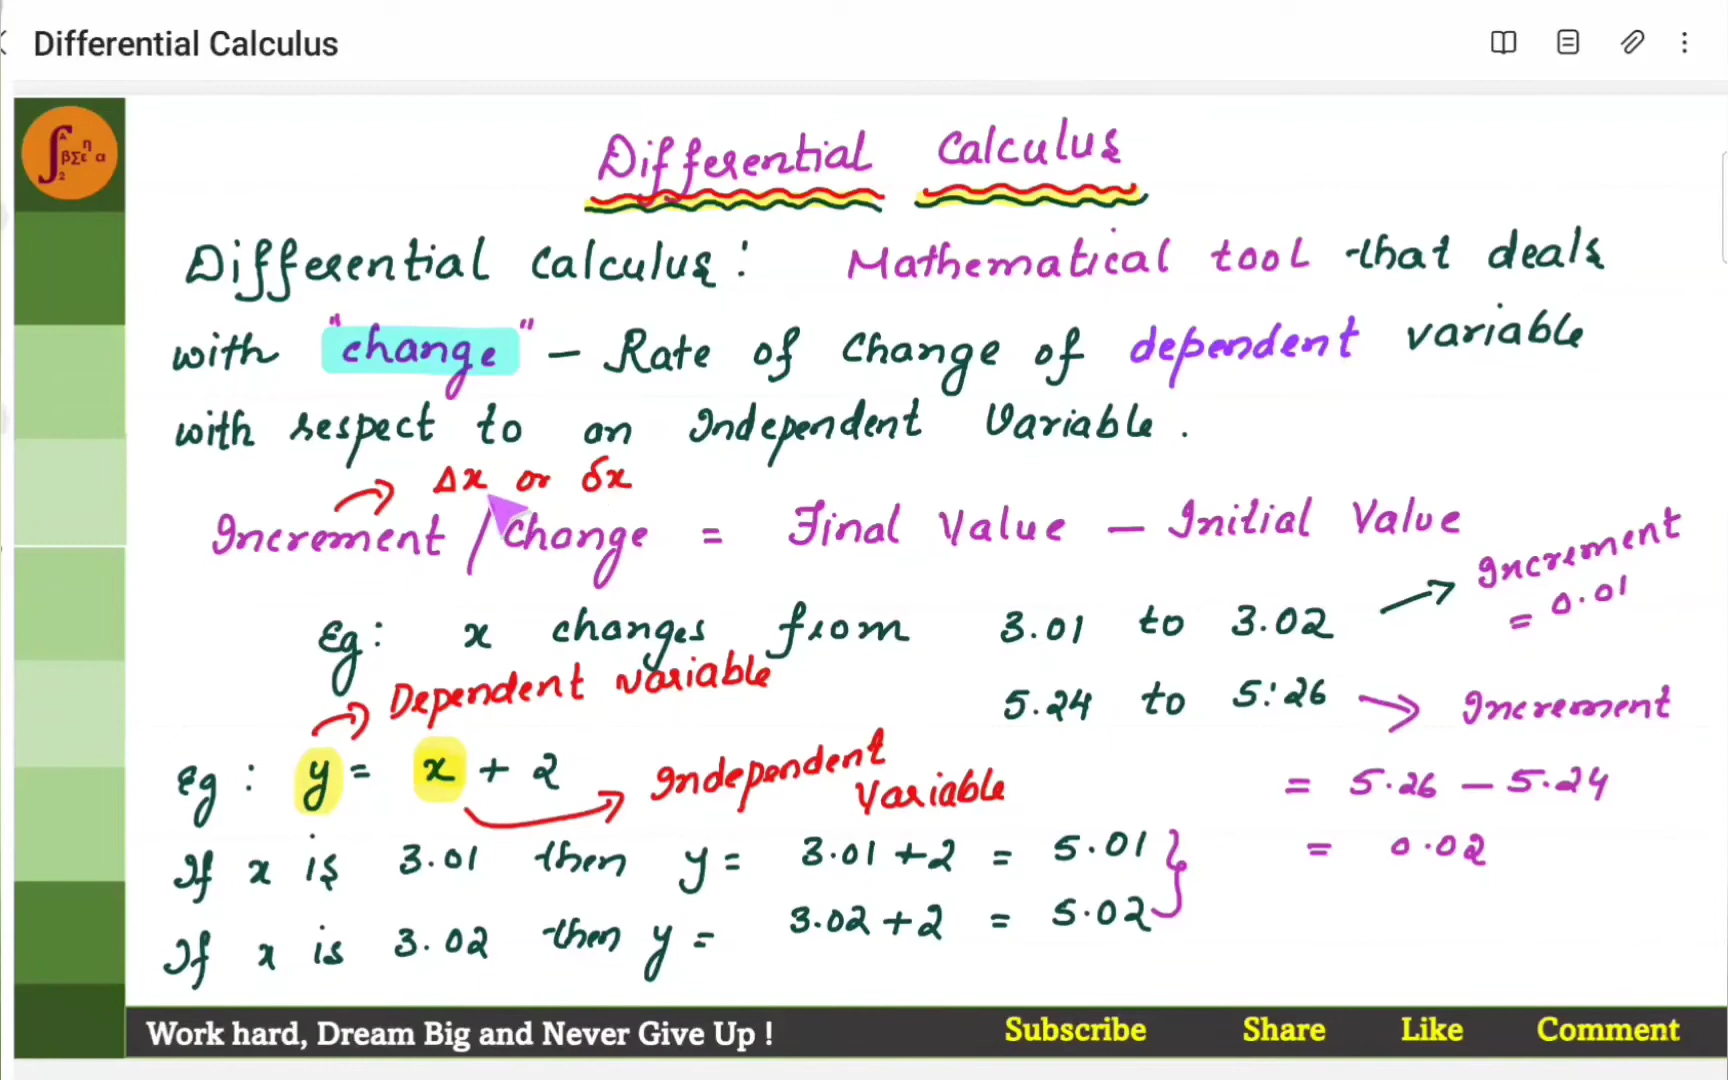 Differential Calculus
Differential Calculus
Differential Calculus: Mathematical tool that deals
with "change" - Rate of change of dependent variable
with respect to an Independent Variable.
Δx or δx
Increment / Change = Final Value - Initial Value
Eg: x changes from 3.01 to 3.02
Increment
= 0.01
5.24 to 5:26
Increment
= 5.26 - 5.24
= 0.02
Dependent variable
Eg: y = x + 2
Independent
Variable
If x is 3.01 then y = 3.01 + 2 = 5.01
If x is 3.02 then y = 3.02 + 2 = 5.02
Work hard, Dream Big and Never Give Up !
Subscribe Share Like Comment